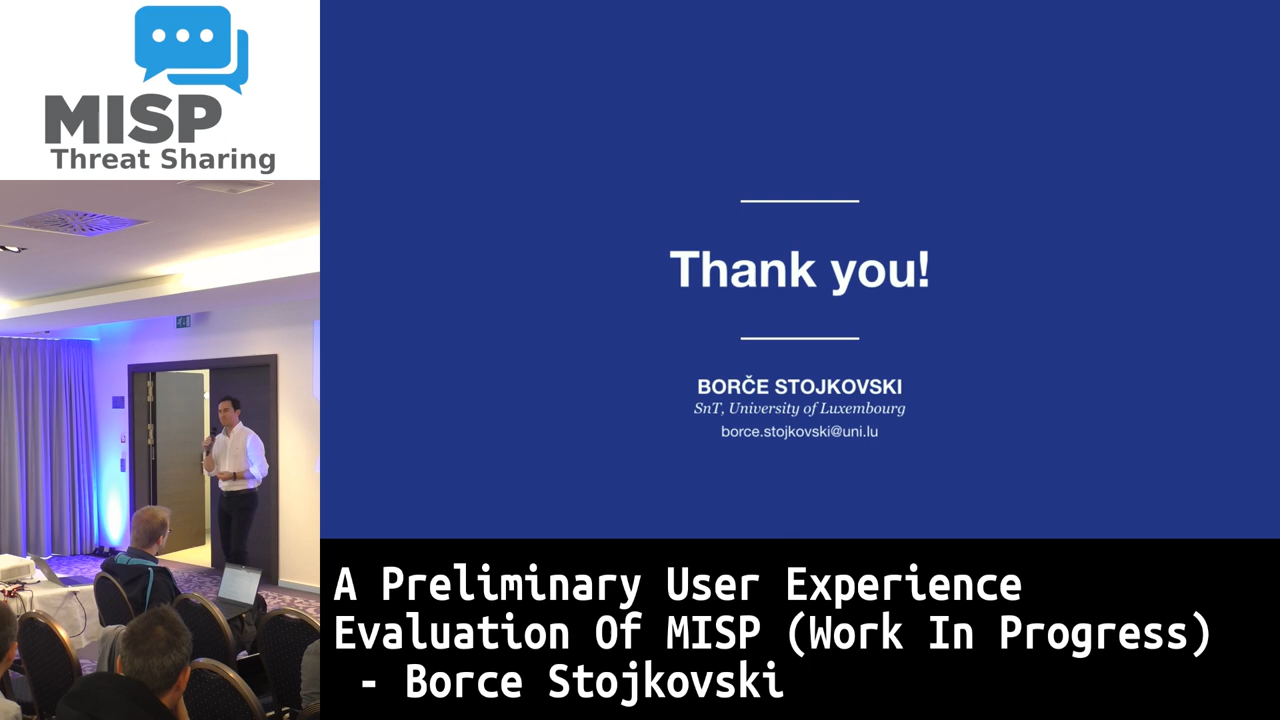 MISP
Threat Sharing
Thank you!
BORČE STOJKOVSKI
SnT, University of Luxembourg
borce.stojkovski@uni.lu
A Preliminary User Experience
Evaluation Of MISP (Work In Progress)
- Borce Stojkovski